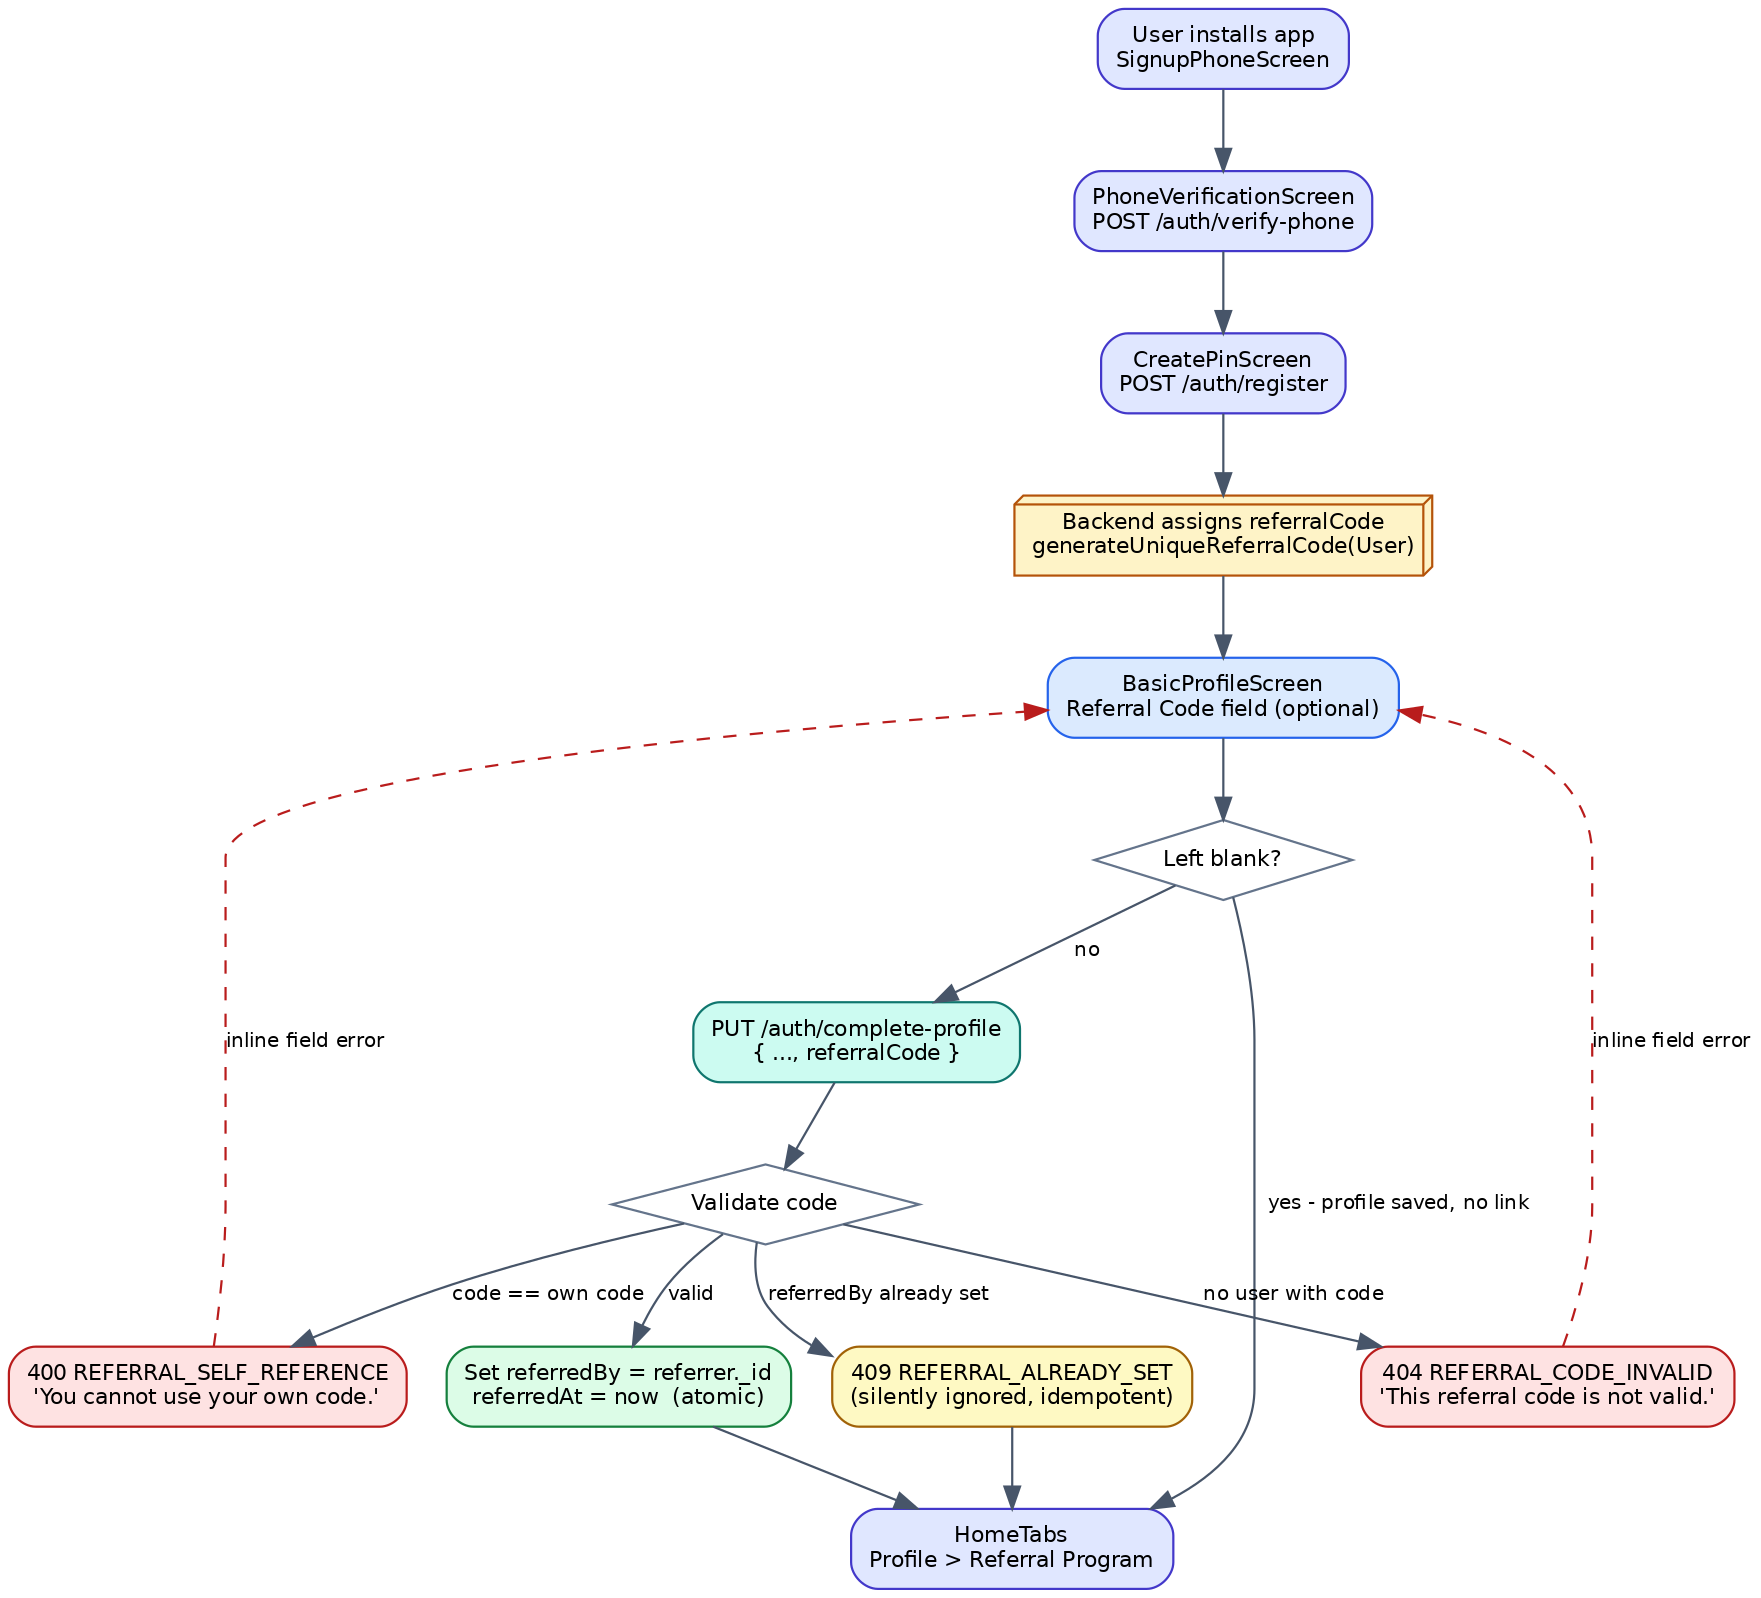 User installs app
SignupPhoneScreen
PhoneVerificationScreen
POST /auth/verify-phone
CreatePinScreen
POST /auth/register
Backend assigns referralCode
generateUniqueReferralCode(User)
BasicProfileScreen
Referral Code field (optional)
Left blank?
no
PUT /auth/complete-profile
{ ..., referralCode }
inline field error
inline field error
Validate code
yes - profile saved, no link
code == own code
valid
referredBy already set
no user with code
400 REFERRAL_SELF_REFERENCE
'You cannot use your own code.'
Set referredBy = referrer._id
referredAt = now  (atomic)
409 REFERRAL_ALREADY_SET
(silently ignored, idempotent)
404 REFERRAL_CODE_INVALID
'This referral code is not valid.'
HomeTabs
Profile > Referral Program